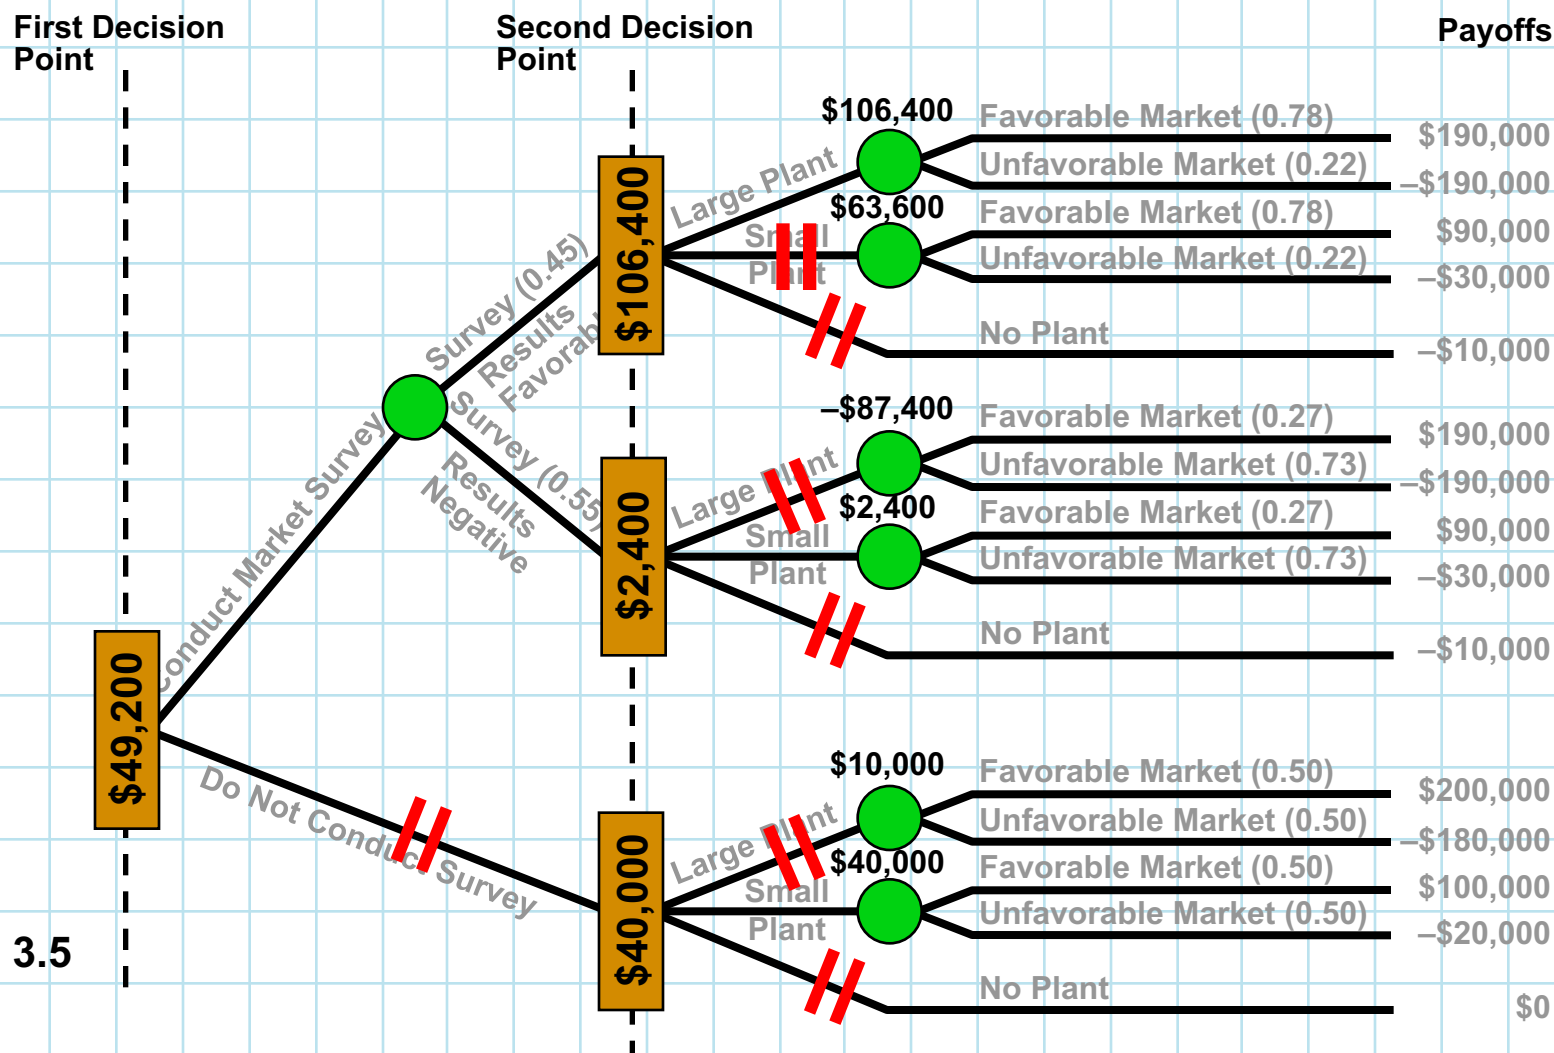 First Decision
Point
Second Decision
Point
Payoffs
$106,400
Favorable Market (0.78)
$190,000
Large Plant
Unfavorable Market (0.22)
–$190,000
$63,600
Favorable Market (0.78)
$90,000
Small
Plant
Unfavorable Market (0.22)
–$30,000
$106,400
No Plant
–$10,000
Survey (0.45)
Results
Favorable
Survey (0.55)
Results
Negative
–$87,400
Favorable Market (0.27)
$190,000
Large Plant
Unfavorable Market (0.73)
–$190,000
$2,400
Favorable Market (0.27)
$90,000
Small
Plant
Unfavorable Market (0.73)
–$30,000
$2,400
No Plant
–$10,000
Conduct Market Survey
$49,200
Do Not Conduct Survey
$10,000
Favorable Market (0.50)
$200,000
Large Plant
Unfavorable Market (0.50)
–$180,000
$40,000
Favorable Market (0.50)
$100,000
Small
Plant
Unfavorable Market (0.50)
–$20,000
$40,000
No Plant
$0
3.5